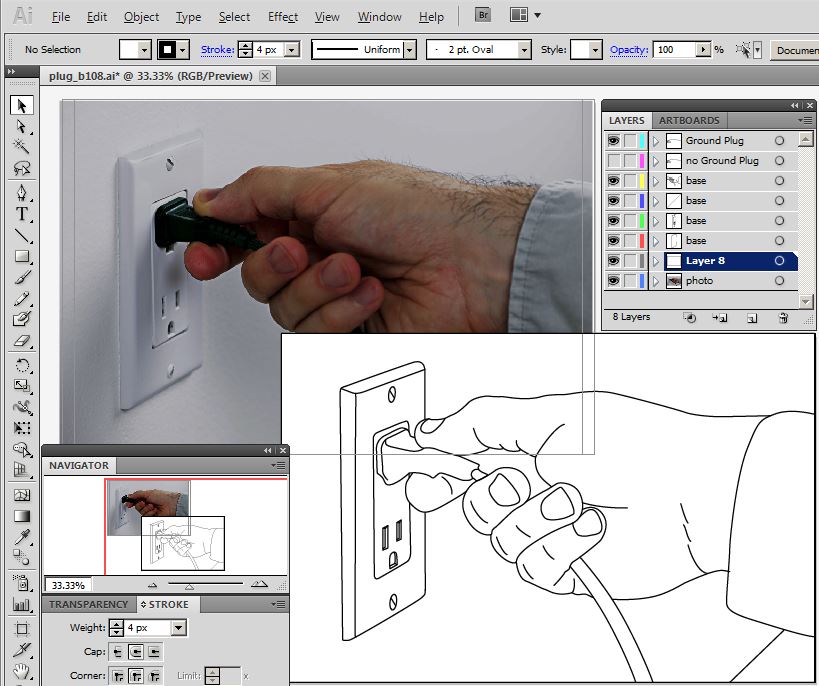 Ai File Edit Object Type Select Effect View Window Help Br
No Selection Stroke: 4 px Uniform 2 pt. Oval Style: Opacity: 100 % Documen
plug_b108.ai* @ 33.33% (RGB/Preview)
LAYERS ARTBOARDS
Ground Plug
no Ground Plug
base
base
base
base
Layer 8
photo
8 Layers
NAVIGATOR
33.33%
TRANSPARENCY STROKE
Weight: 4 px
Cap:
Corner: Limit: x